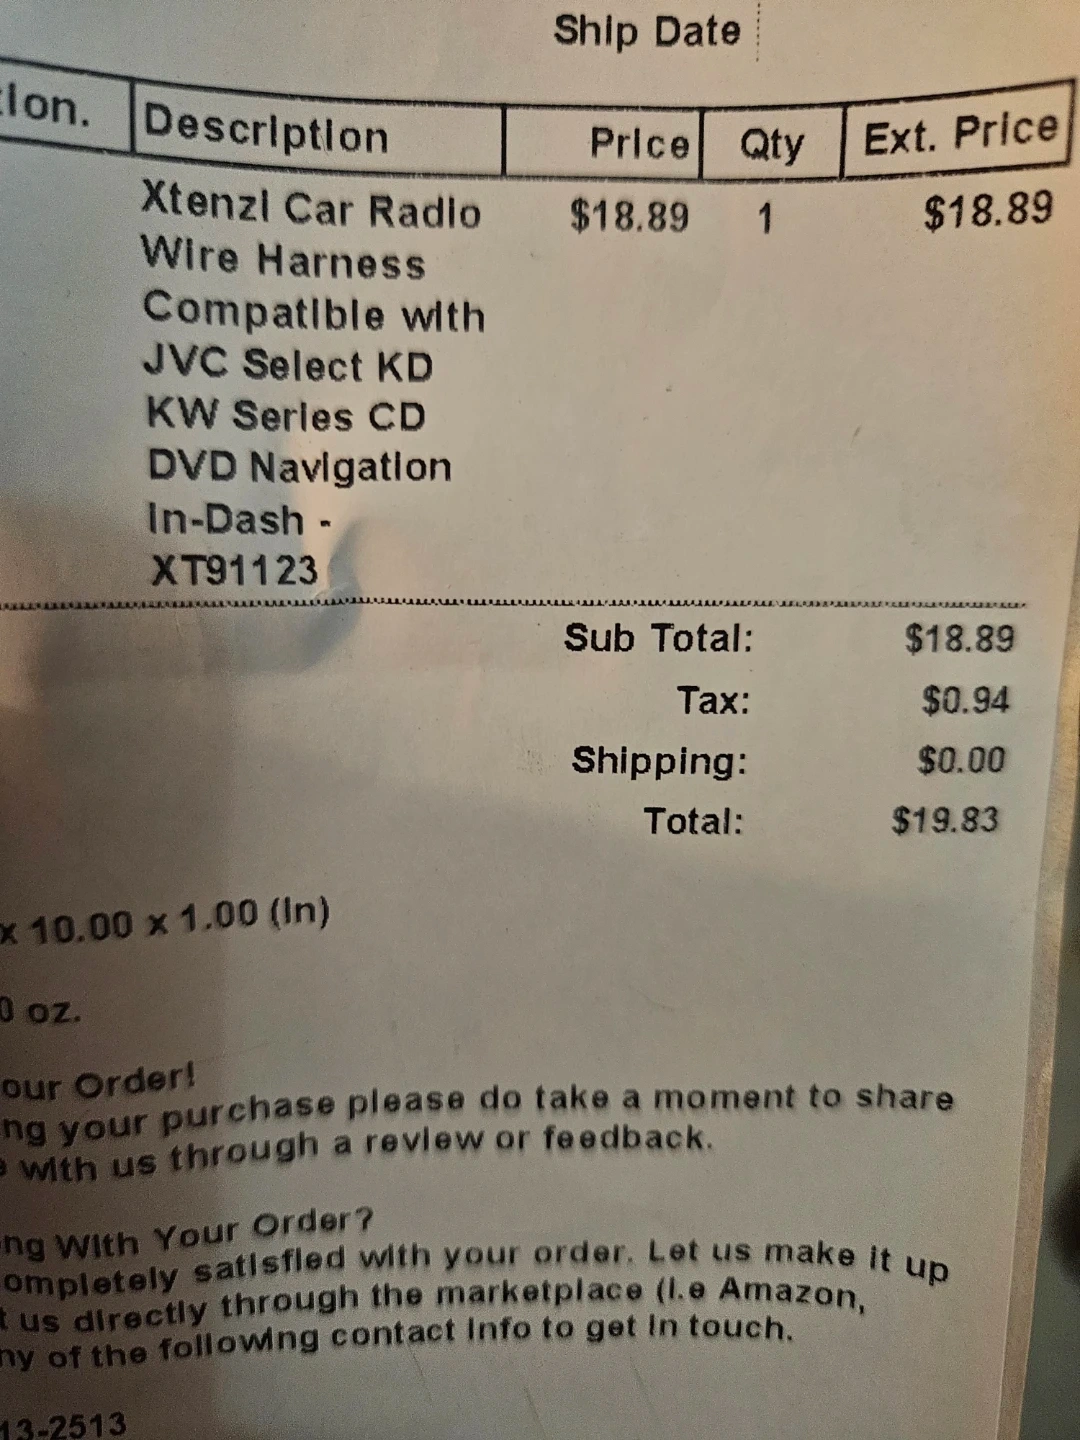 Ship Date
Description Price Qty Ext. Price
Xtenzi Car Radio $18.89 1 $18.89
Wire Harness
Compatible with
JVC Select KD
KW Series CD
DVD Navigation
In-Dash -
XT91123
Sub Total: $18.89
Tax: $0.94
Shipping: $0.00
Total: $19.83
x 10.00 x 1.00 (In)
oz.
our Order!
ng your purchase please do take a moment to share
with us through a review or feedback.
ng With Your Order?
ompletely satisfied with your order. Let us make it up
t us directly through the marketplace (i.e Amazon,
ny of the following contact info to get in touch.
13-2513